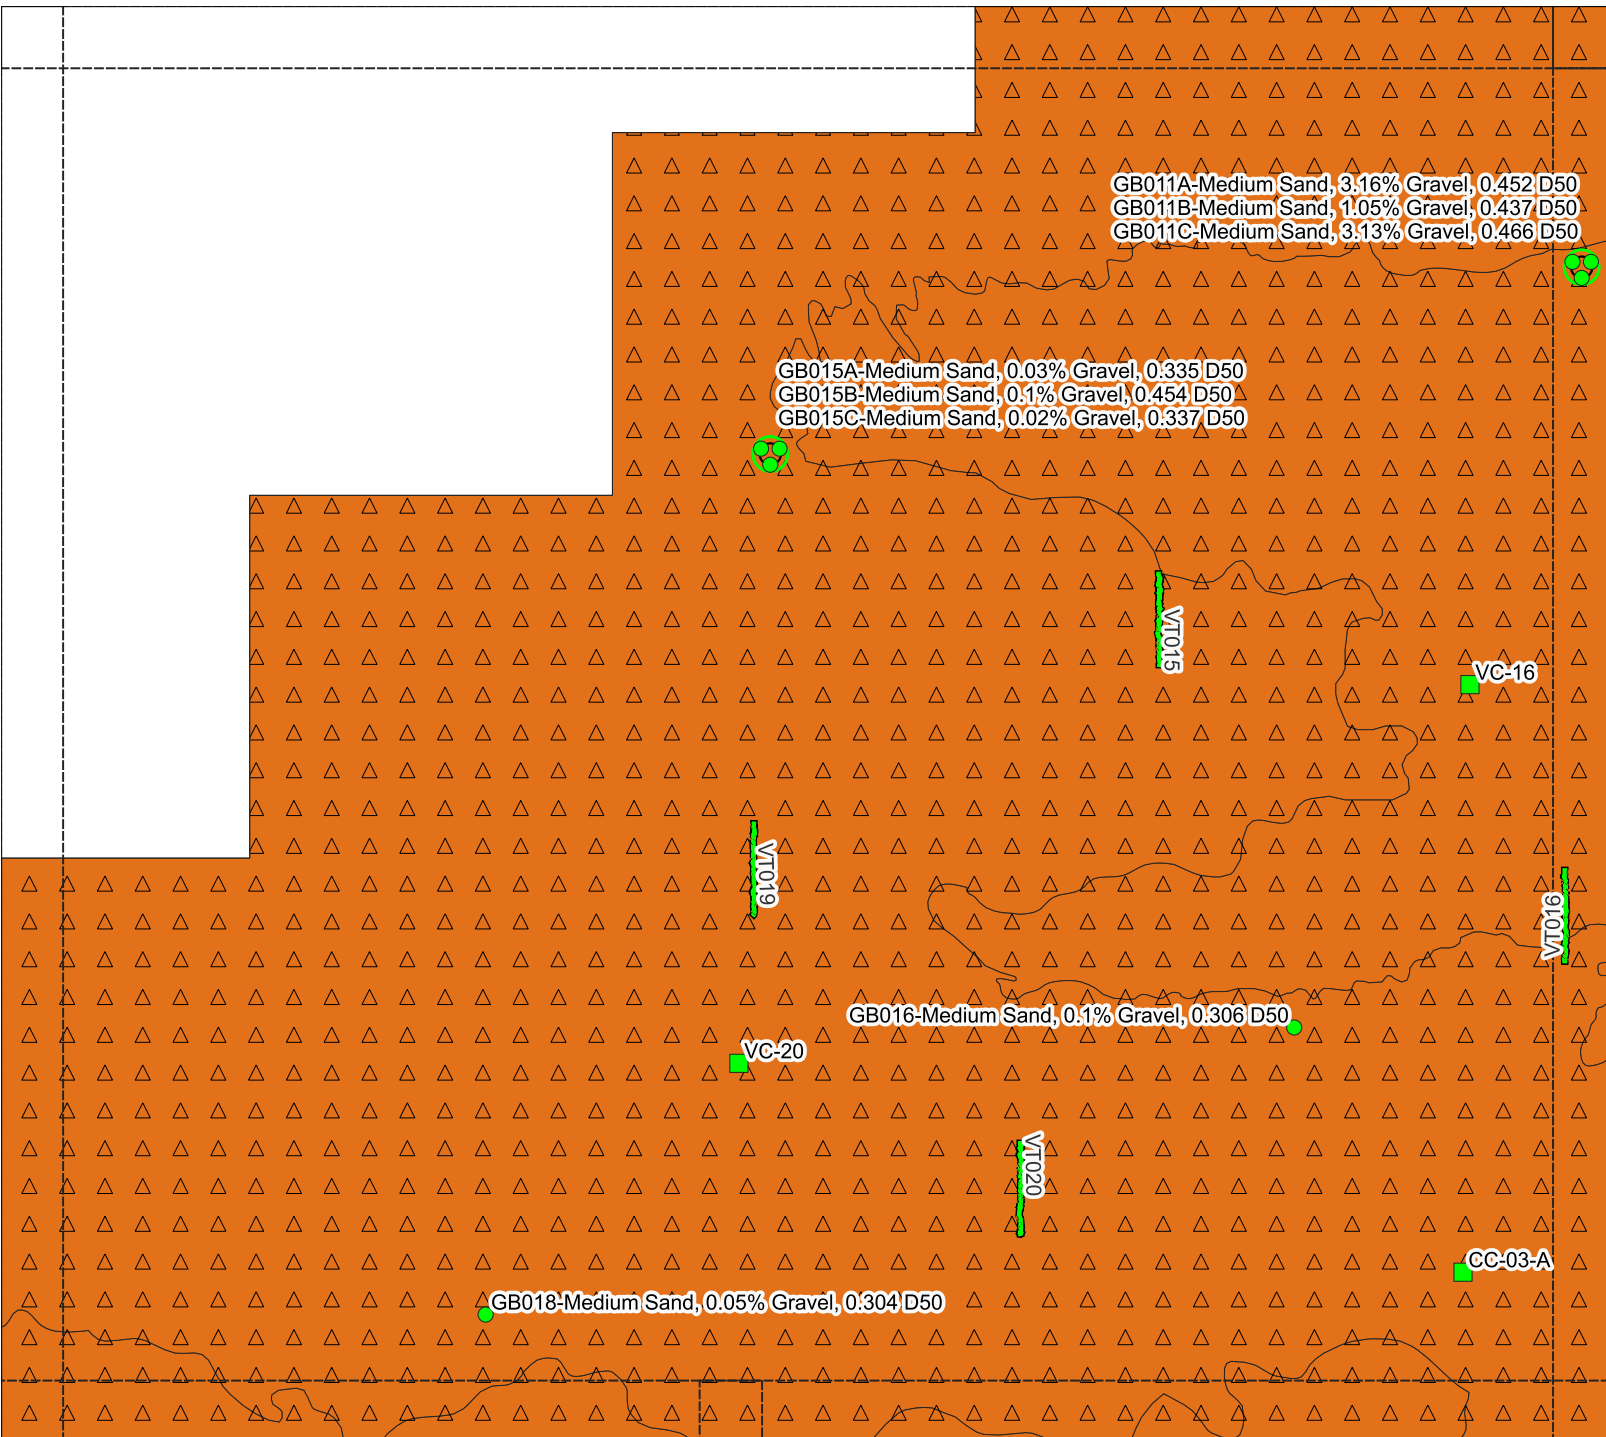 GB011A-Medium Sand, 3.16% Gravel, 0.452 D50
GB011B-Medium Sand, 1.05% Gravel, 0.437 D50
GB011C-Medium Sand, 3.13% Gravel, 0.466 D50
GB015A-Medium Sand, 0.03% Gravel, 0.335 D50
GB015B-Medium Sand, 0.1% Gravel, 0.454 D50
GB015C-Medium Sand, 0.02% Gravel, 0.337 D50
VT015
VC-16
VT019
VT016
GB016-Medium Sand, 0.1% Gravel, 0.306 D50
VC-20
VT020
CC-03-A
GB018-Medium Sand, 0.05% Gravel, 0.304 D50